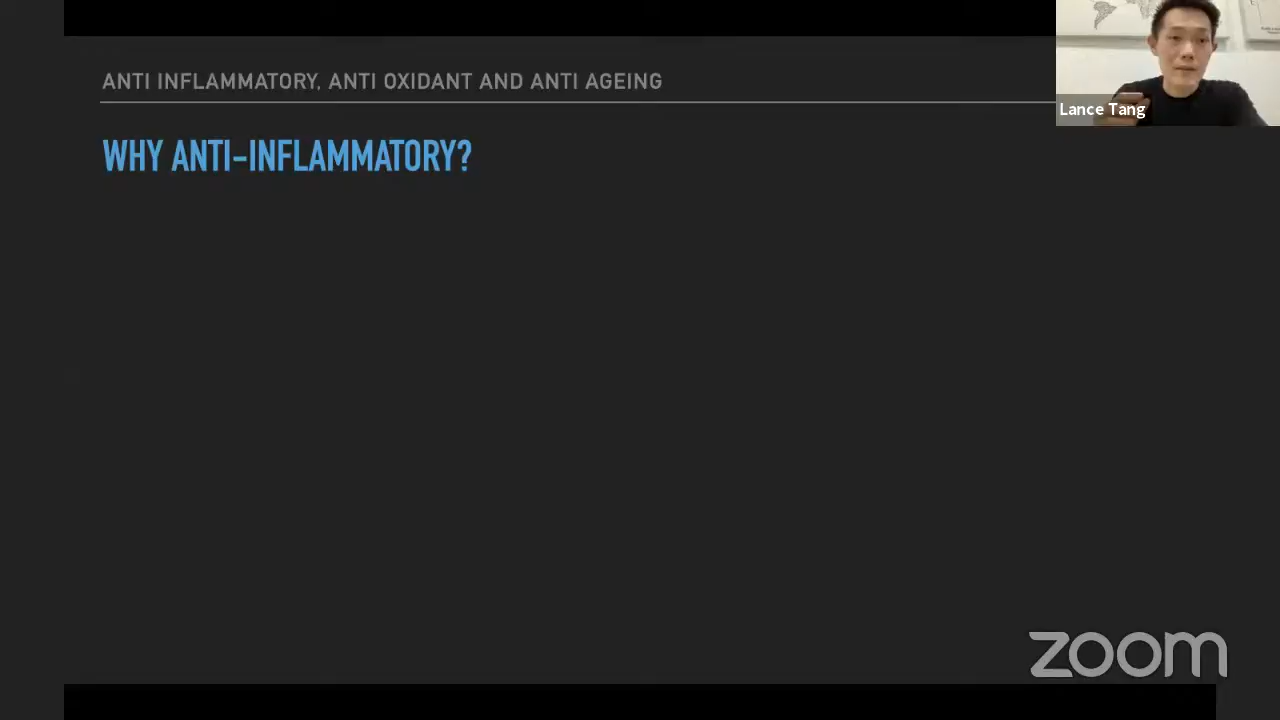 ANTI INFLAMMATORY, ANTI OXIDANT AND ANTI AGEING
WHY ANTI-INFLAMMATORY?
Lance Tang
zoom